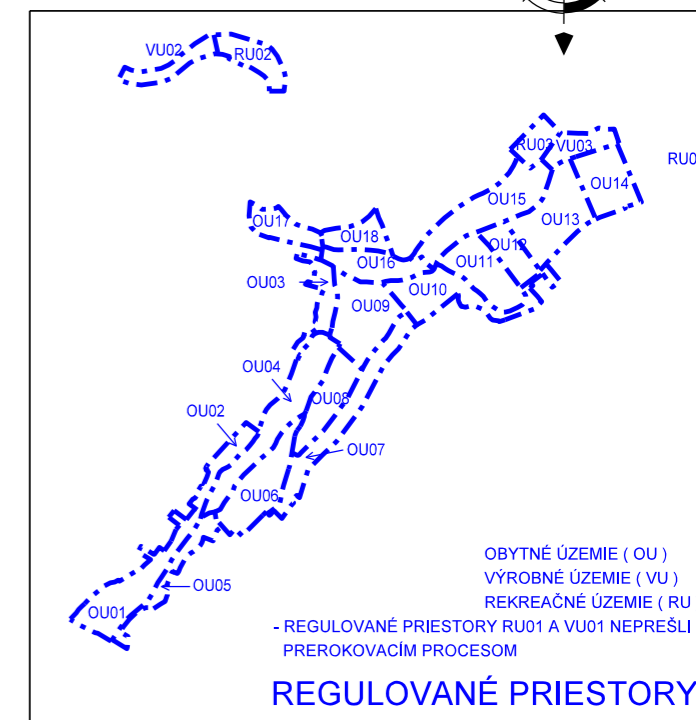 VU02
RU02
RU03
VU03
RU0
OU14
OU15
OU13
OU17
OU18
OU12
OU16
OU11
OU03
OU10
OU09
OU04
OU08
OU02
OU07
OU06
OU05
OU01
OBYTNÉ ÚZEMIE ( OU )
VÝROBNÉ ÚZEMIE ( VU )
REKREAČNÉ ÚZEMIE ( RU
- REGULOVANÉ PRIESTORY RU01 A VU01 NEPREŠLI
PREROKOVACÍM PROCESOM
REGULOVANÉ PRIESTORY